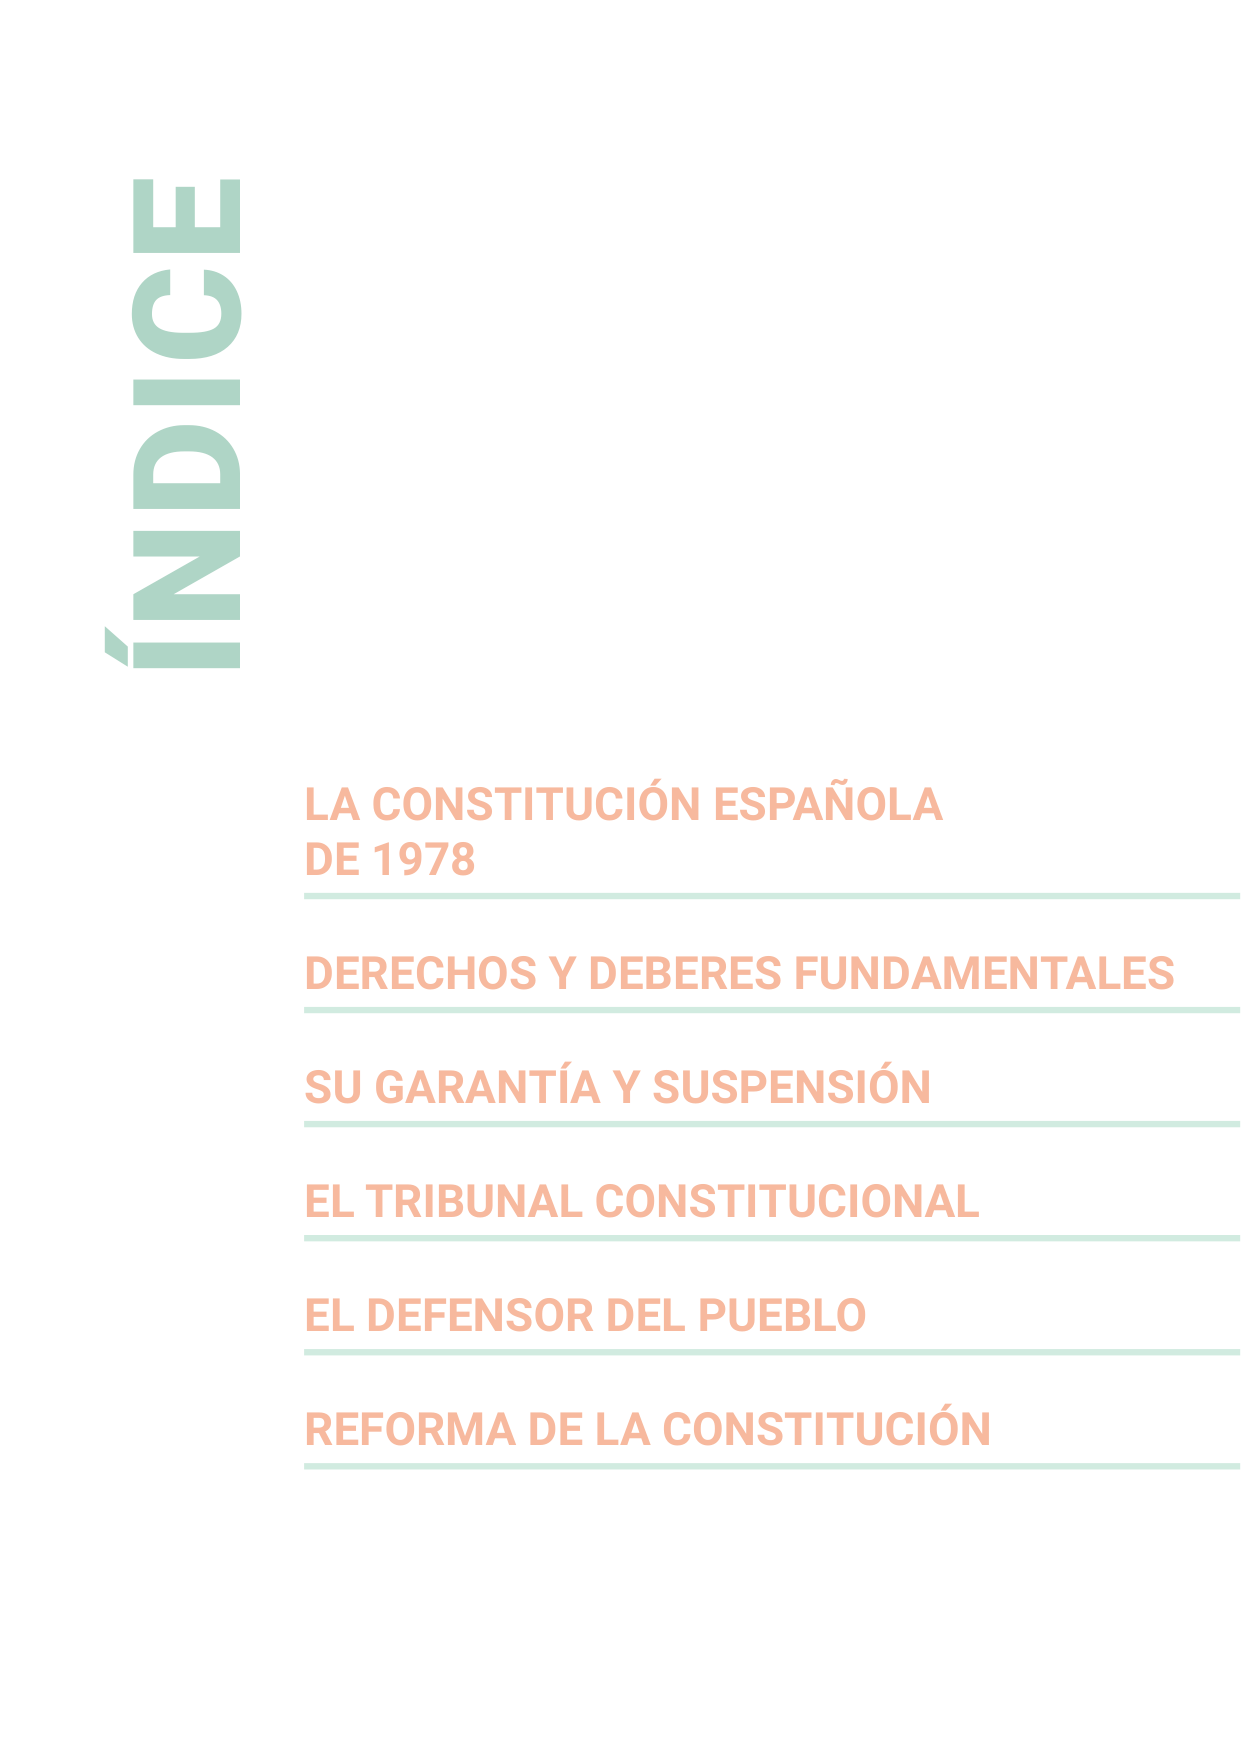 ÍNDICE
LA CONSTITUCIÓN ESPAÑOLA
DE 1978
DERECHOS Y DEBERES FUNDAMENTALES
SU GARANTÍA Y SUSPENSIÓN
EL TRIBUNAL CONSTITUCIONAL
EL DEFENSOR DEL PUEBLO
REFORMA DE LA CONSTITUCIÓN